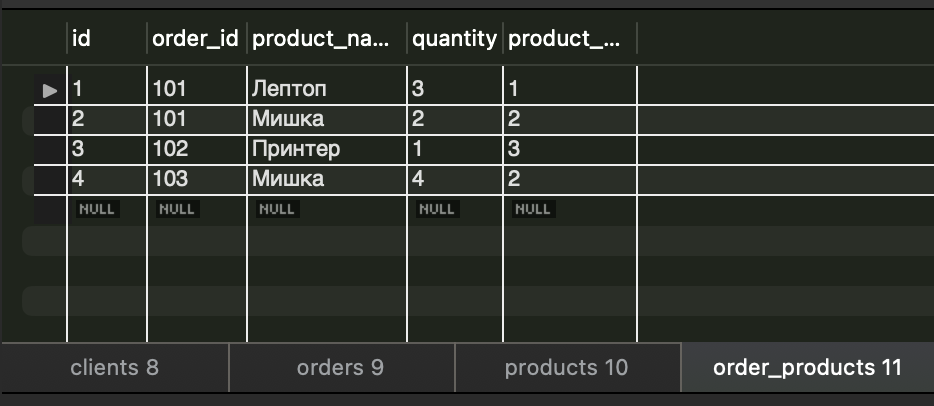 id order_id product_na... quantity product_...
1 101 Лептоп 3 1
2 101 Мишка 2 2
3 102 Принтер 1 3
4 103 Мишка 4 2
NULL NULL NULL NULL NULL
clients 8 orders 9 products 10 order_products 11